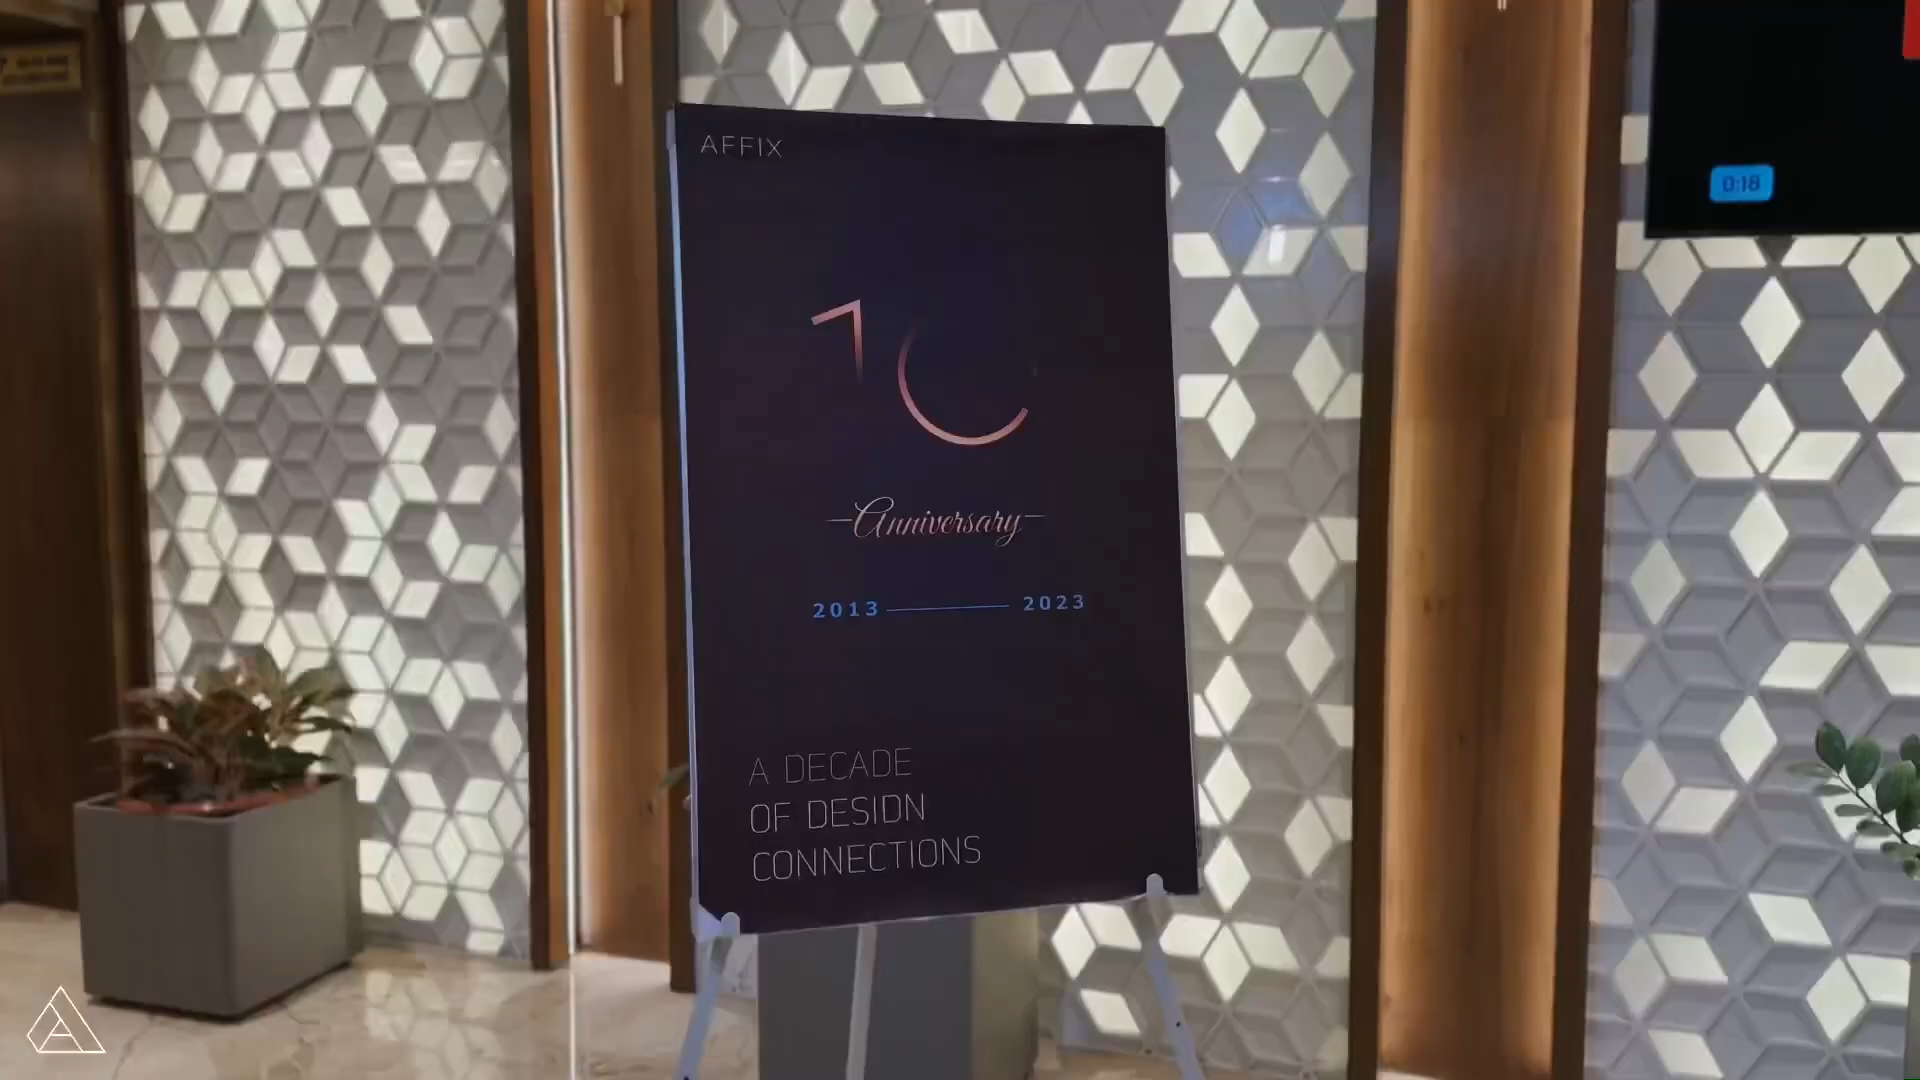 AFFIX
10
Anniversary
2013 2023
A DECADE
OF DESIDN
CONNECTIONS
0:18